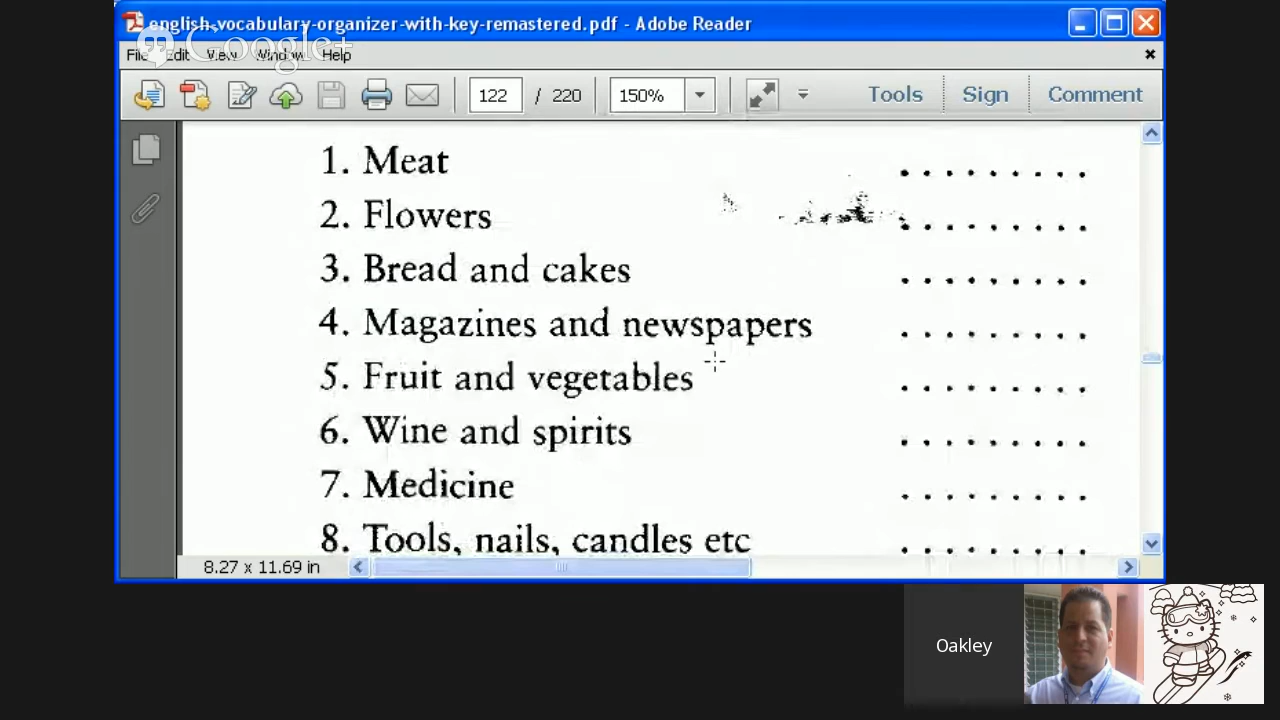 english-vocabulary-organizer-with-key-remastered.pdf - Adobe Reader
Google+
File Edit View Window Help
122 / 220 150% Tools Sign Comment
1. Meat . . . . . . . . .
2. Flowers . . . . . . . . .
3. Bread and cakes . . . . . . . . .
4. Magazines and newspapers . . . . . . . . .
5. Fruit and vegetables . . . . . . . . .
6. Wine and spirits . . . . . . . . .
7. Medicine . . . . . . . . .
8. Tools, nails, candles etc . . . . . . . . .
8.27 x 11.69 in
Oakley